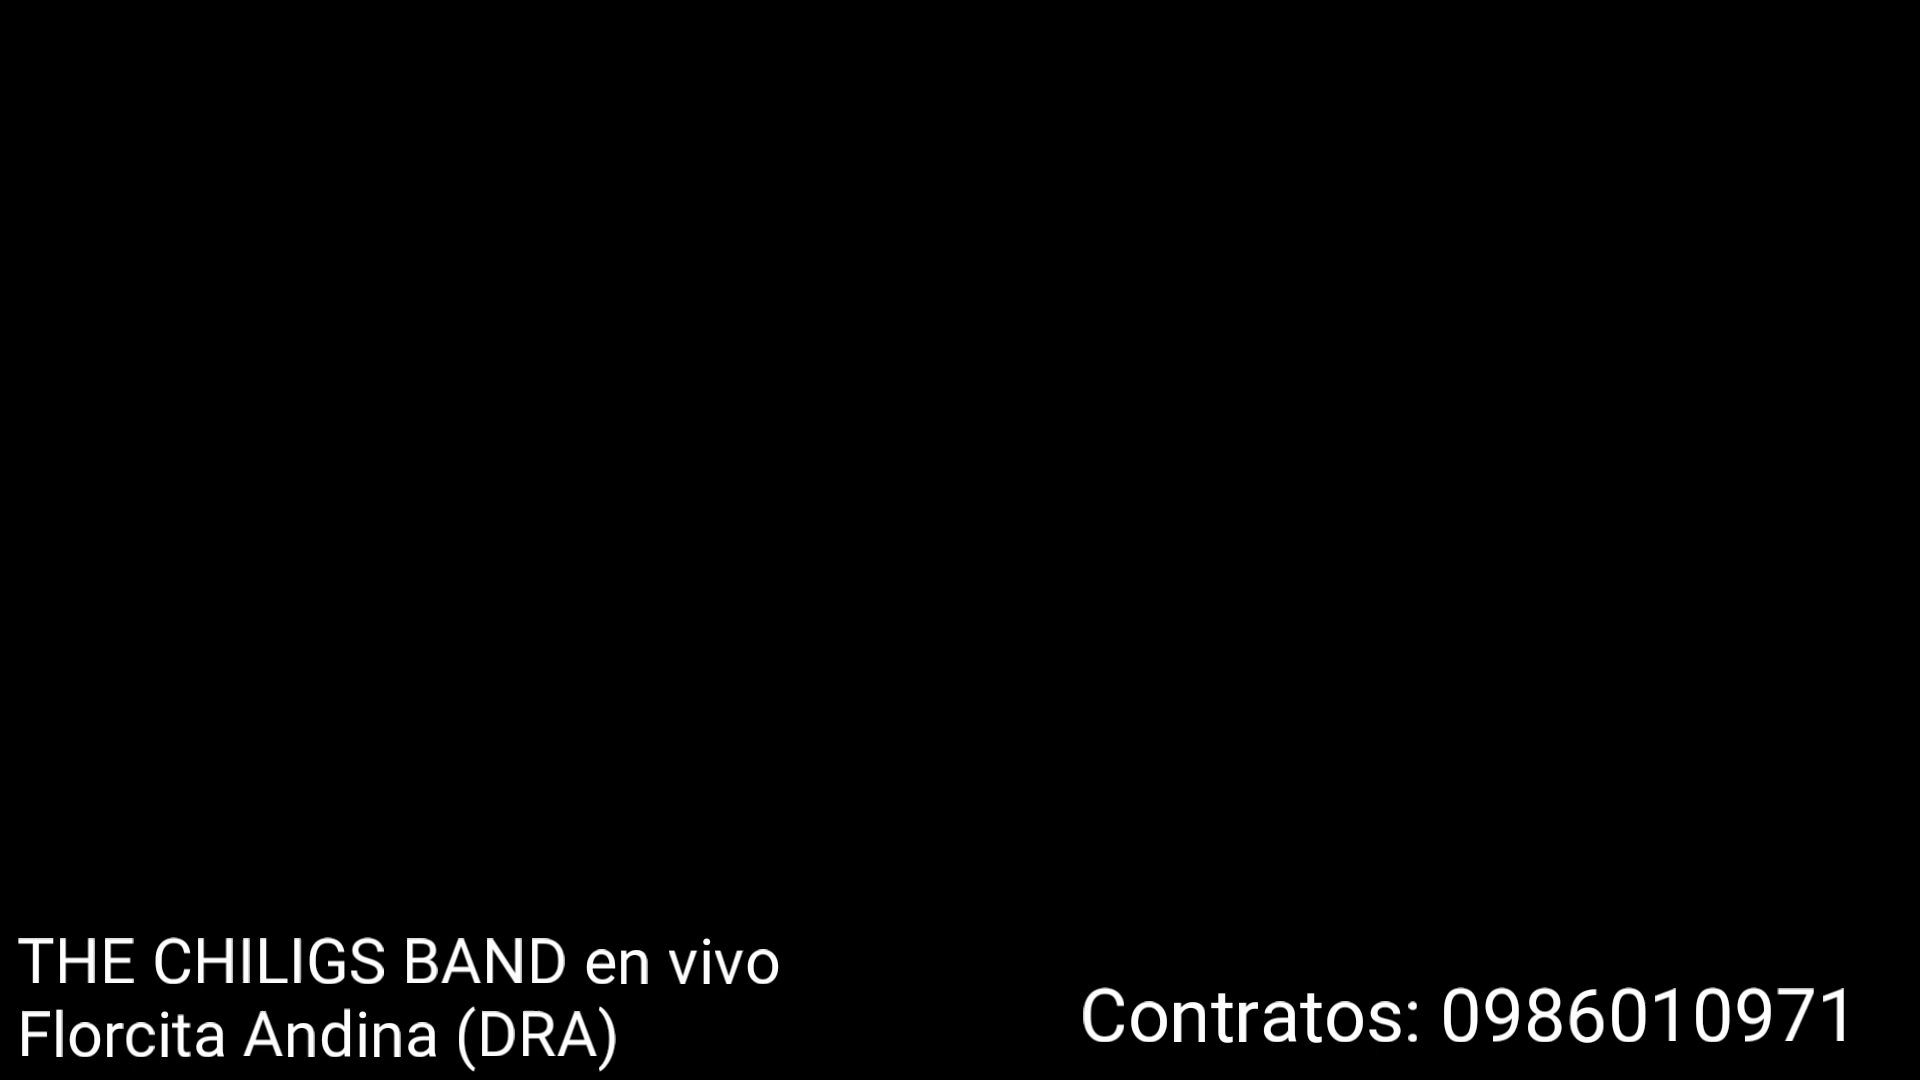 THE CHILIGS BAND en vivo
Florcita Andina (DRA)
Contratos: 0986010971